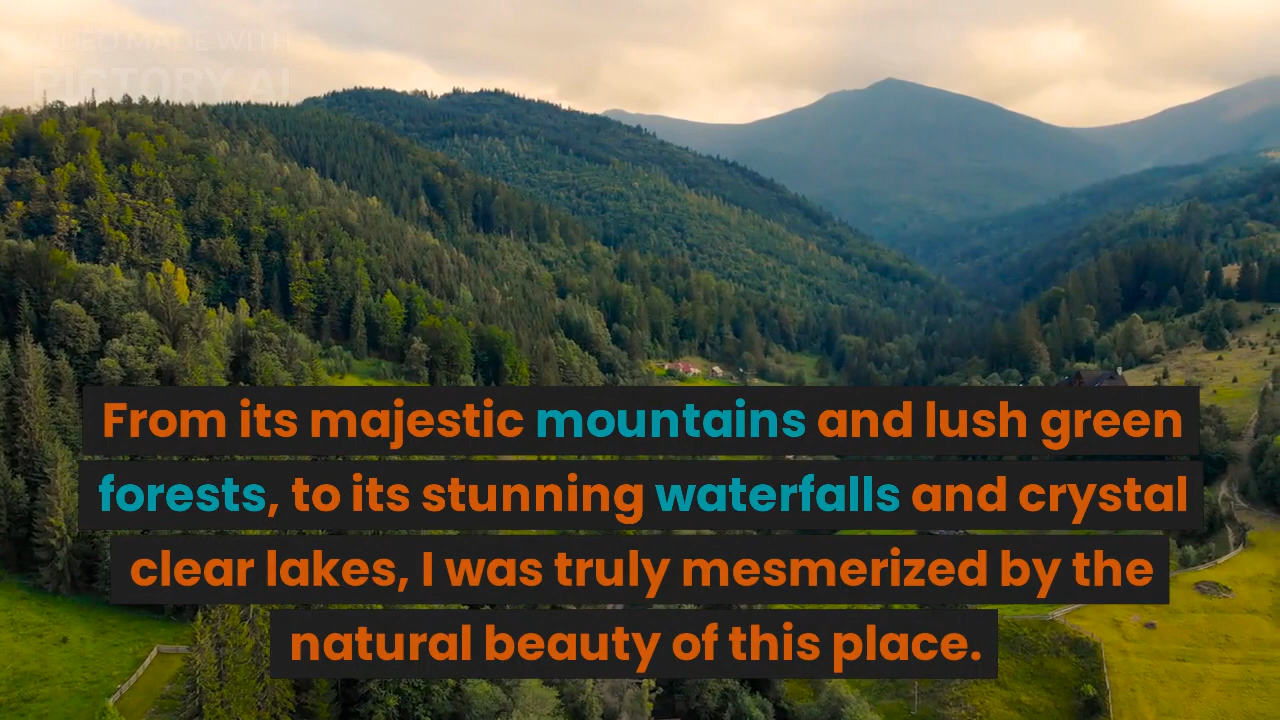 VIDEO MADE WITH
PICTORY.AI
From its majestic mountains and lush green
forests, to its stunning waterfalls and crystal
clear lakes, I was truly mesmerized by the
natural beauty of this place.